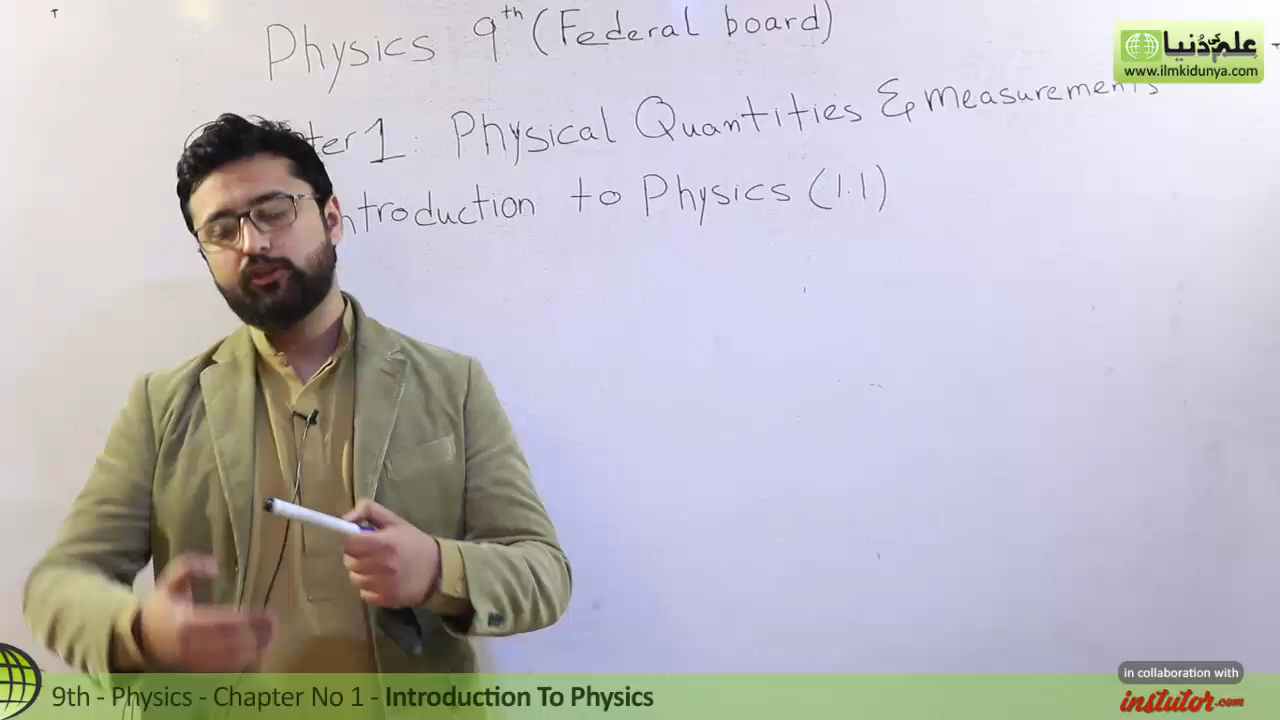 Physics 9th (Federal board)
ter 1: Physical Quantities & measurements
ntroduction to Physics (1.1)
علم کی دُنیا
www.ilmkidunya.com
in collaboration with
instutor.com
9th - Physics - Chapter No 1 - Introduction To Physics